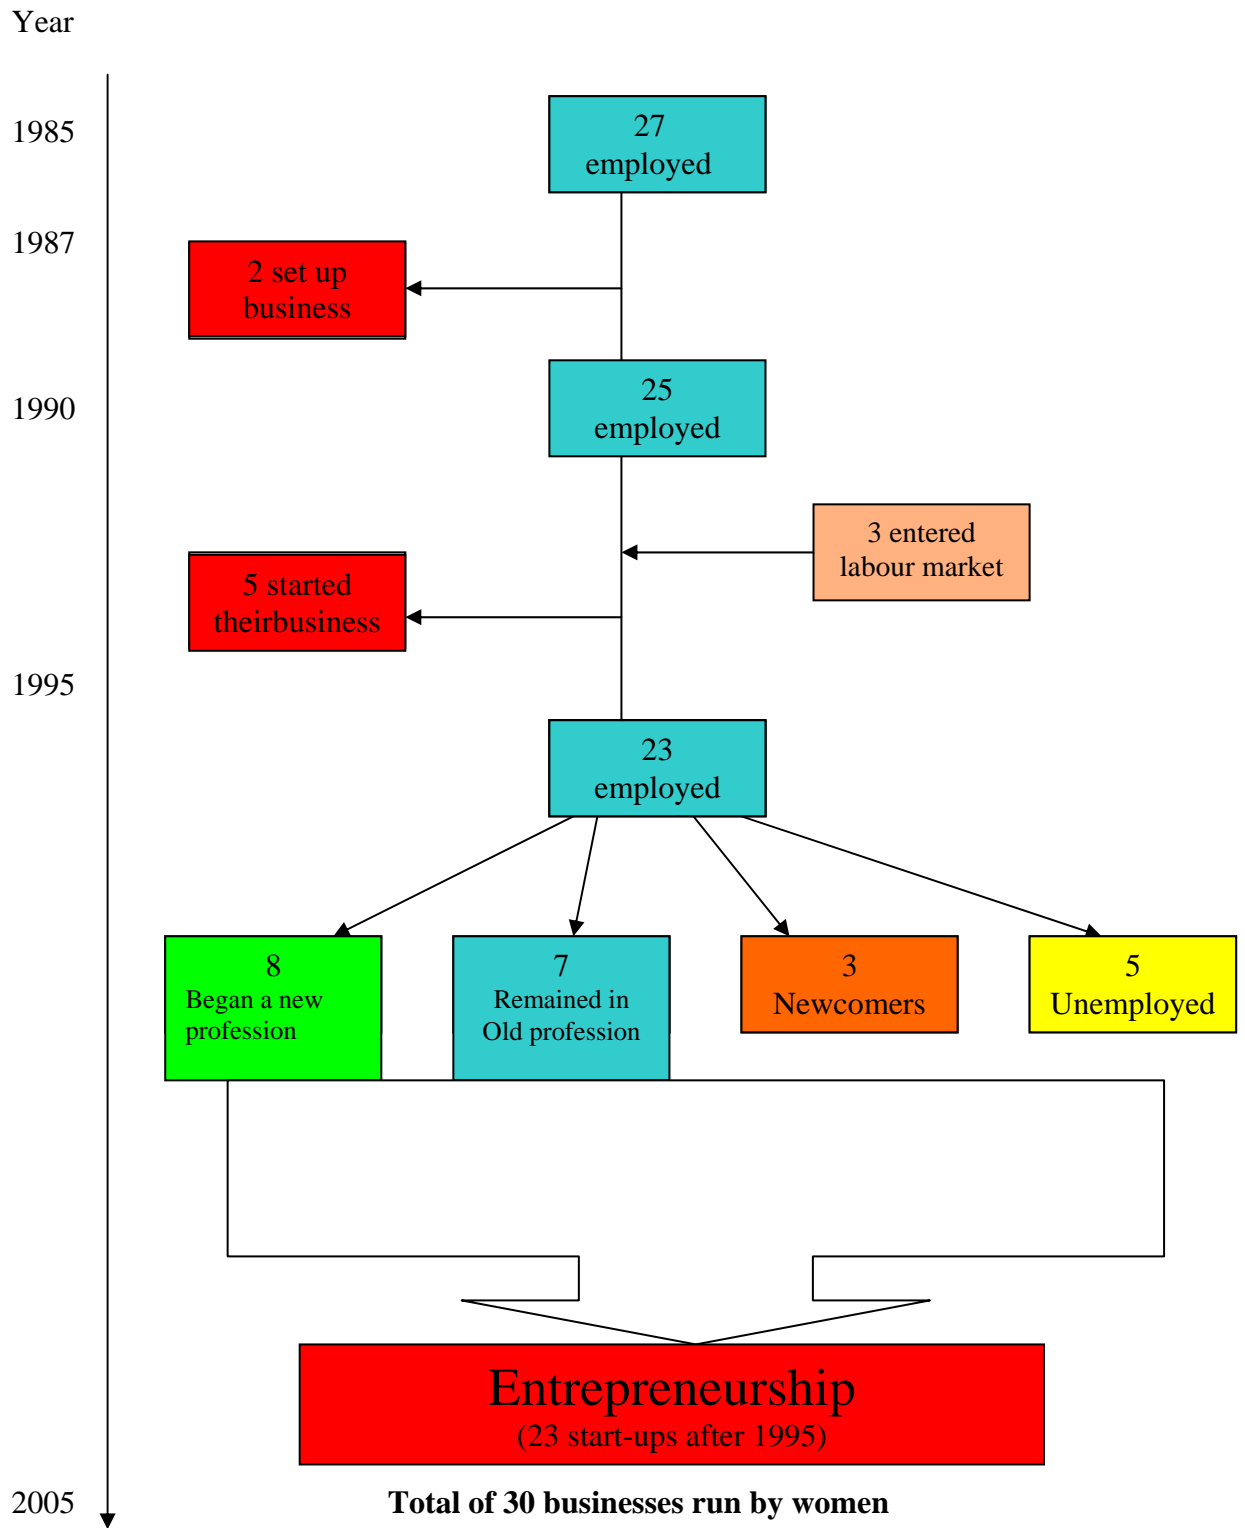 Year
1985
27
employed
1987
2 set up
business
1990
25
employed
3 entered
labour market
5 started
theirbusiness
1995
23
employed
8
Began a new
profession
7
Remained in
Old profession
3
Newcomers
5
Unemployed
Entrepreneurship
(23 start-ups after 1995)
2005
Total of 30 businesses run by women